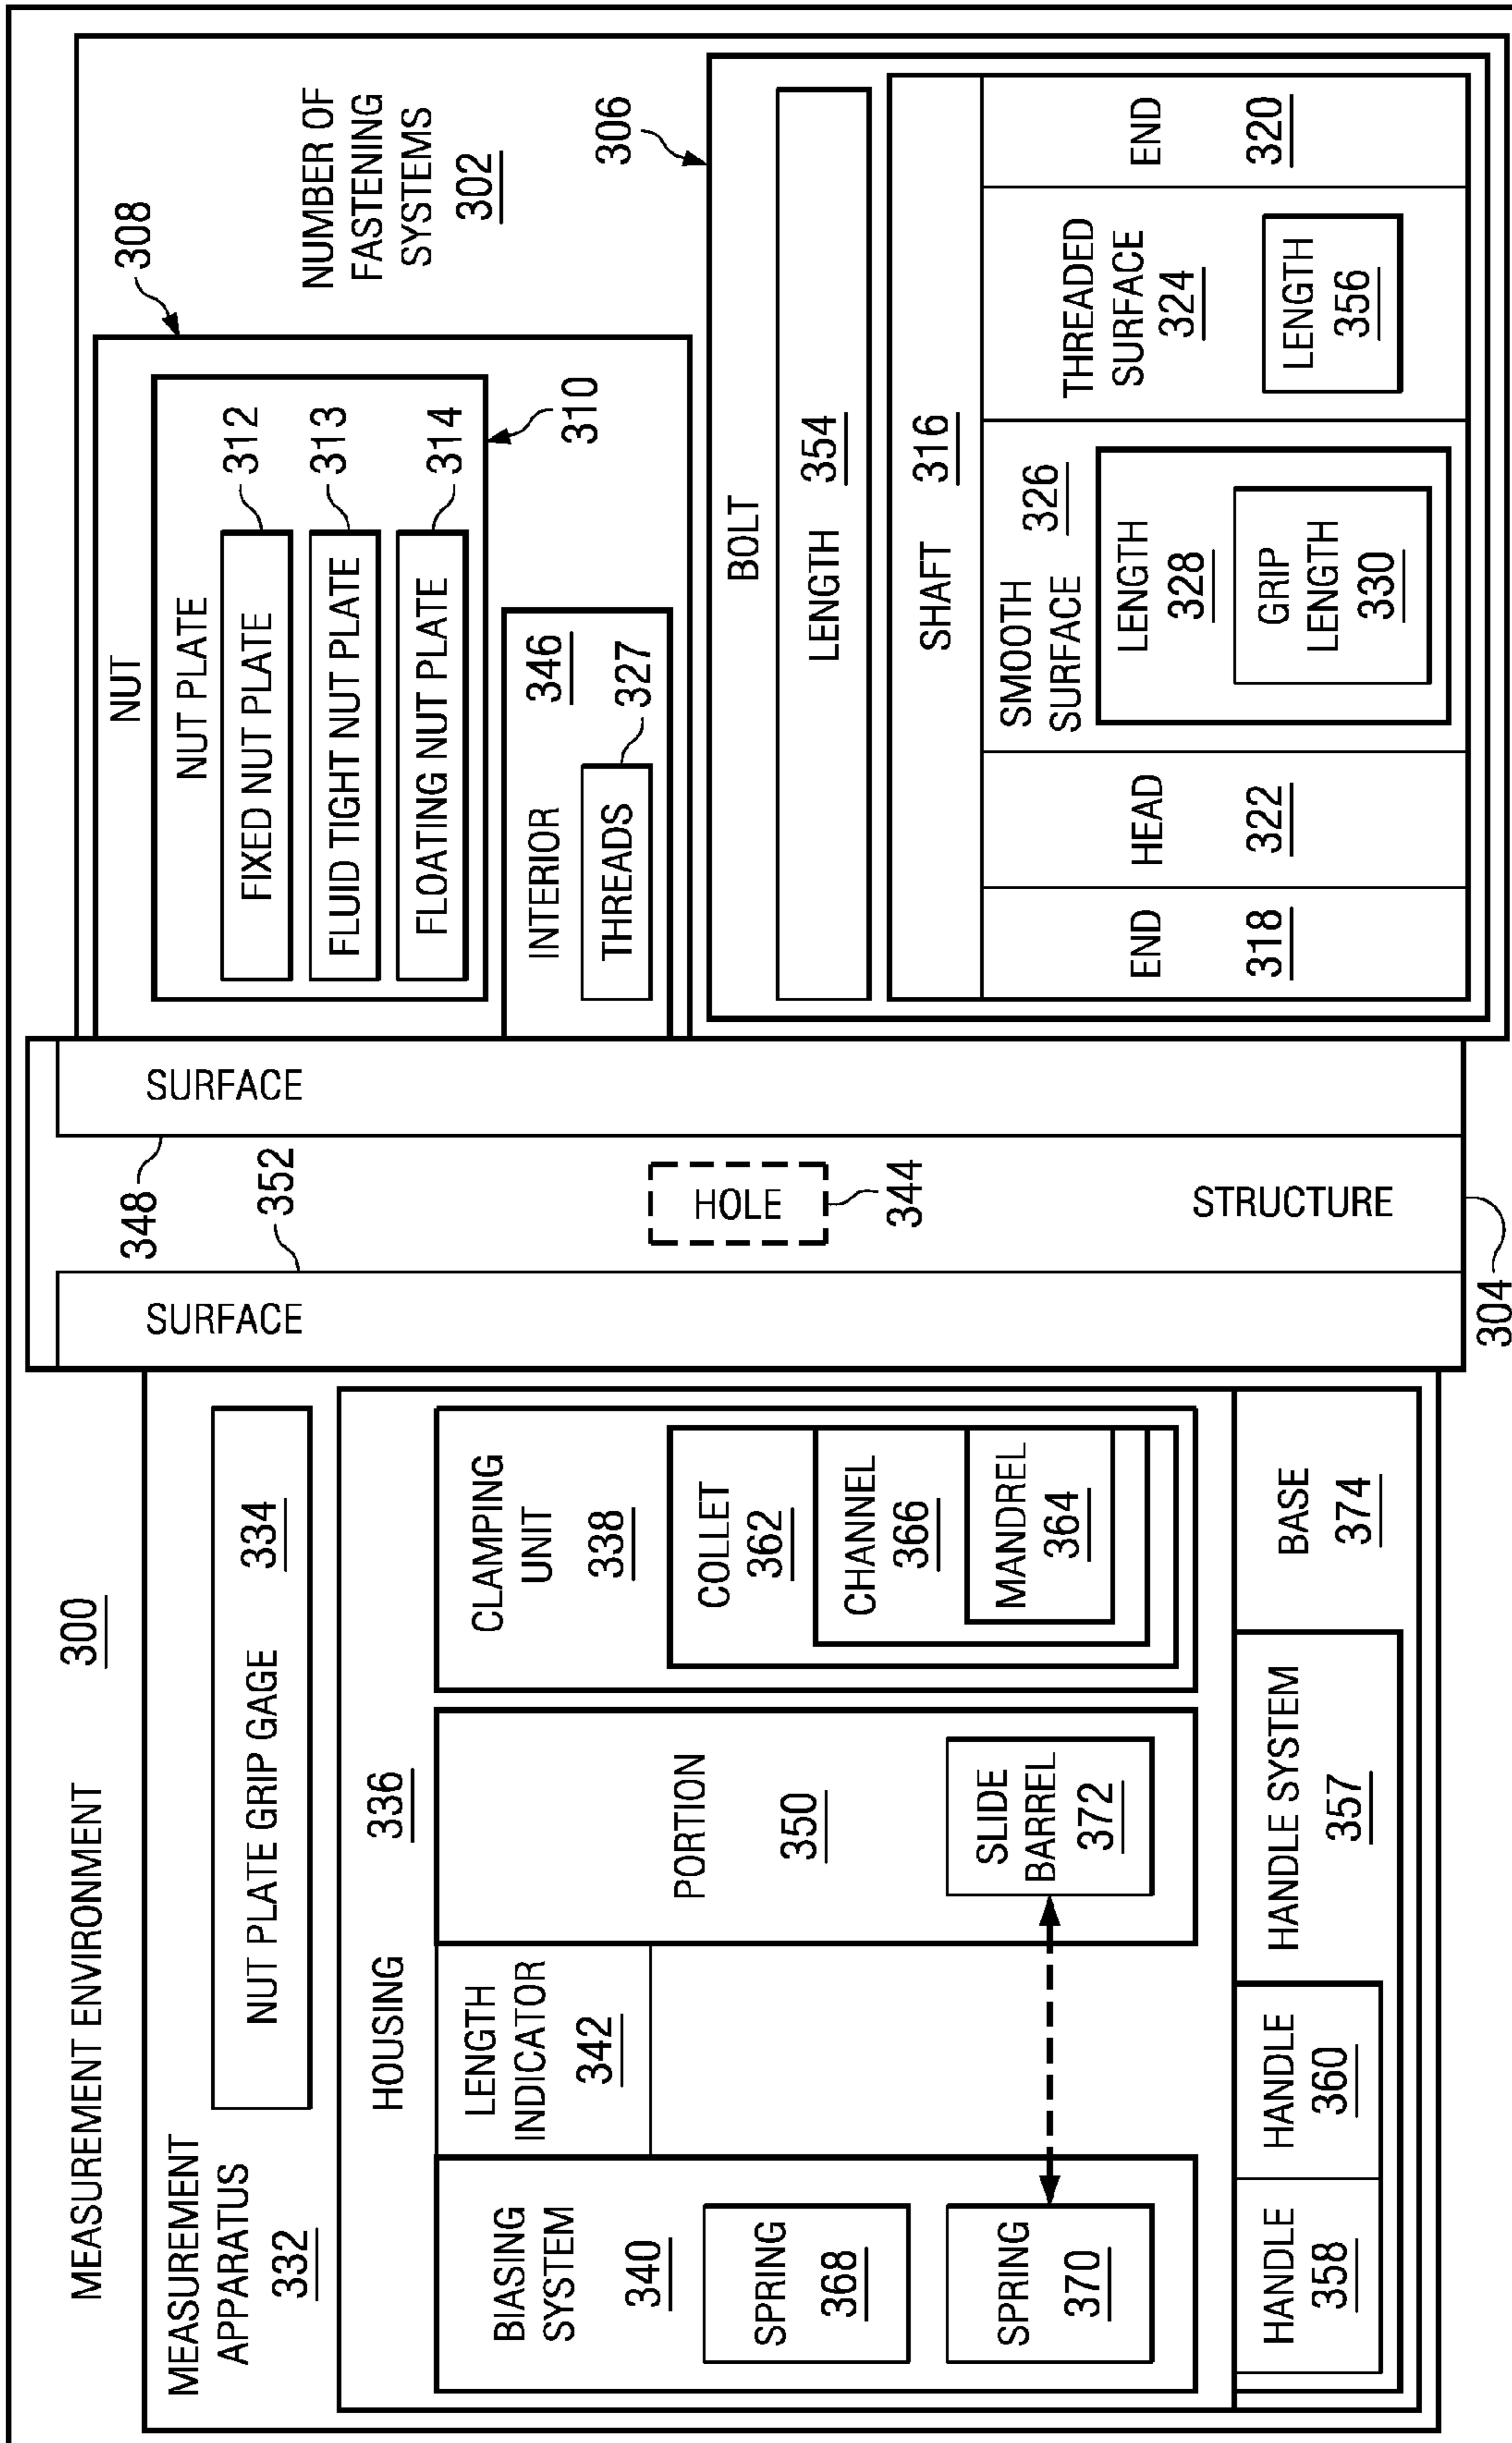 MEASUREMENT ENVIRONMENT
300
MEASUREMENT
APPARATUS
332
NUT PLATE GRIP GAGE
334
HOUSING
336
BIASING
SYSTEM
340
SPRING
368
SPRING
370
LENGTH
INDICATOR
342
PORTION
350
SLIDE
BARREL
372
CLAMPING
UNIT
338
COLLET
362
CHANNEL
366
MANDREL
364
HANDLE
358
HANDLE
360
HANDLE SYSTEM
357
BASE
374
SURFACE
352
HOLE
344
STRUCTURE
304
SURFACE
348
NUT
308
NUT PLATE
310
FIXED NUT PLATE
312
FLUID TIGHT NUT PLATE
313
FLOATING NUT PLATE
314
INTERIOR
346
THREADS
327
NUMBER OF
FASTENING
SYSTEMS
302
BOLT
306
LENGTH 354
SHAFT 316
END
318
HEAD
322
SMOOTH
SURFACE
326
LENGTH
328
GRIP
LENGTH
330
THREADED
SURFACE
324
LENGTH
356
END
320